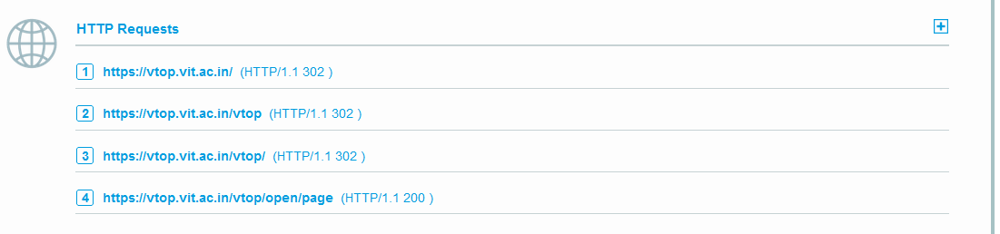 HTTP Requests
1 https://vtop.vit.ac.in/ (HTTP/1.1 302 )
2 https://vtop.vit.ac.in/vtop (HTTP/1.1 302 )
3 https://vtop.vit.ac.in/vtop/ (HTTP/1.1 302 )
4 https://vtop.vit.ac.in/vtop/open/page (HTTP/1.1 200 )